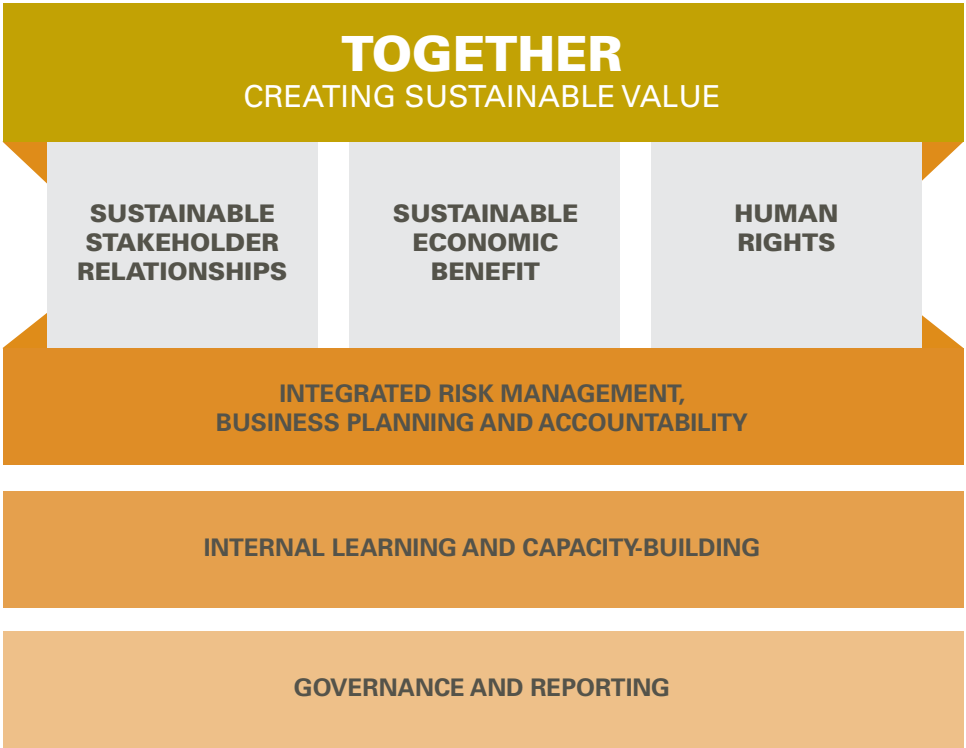 TOGETHER
CREATING SUSTAINABLE VALUE
SUSTAINABLE
STAKEHOLDER
RELATIONSHIPS
SUSTAINABLE
ECONOMIC
BENEFIT
HUMAN
RIGHTS
INTEGRATED RISK MANAGEMENT,
BUSINESS PLANNING AND ACCOUNTABILITY
INTERNAL LEARNING AND CAPACITY-BUILDING
GOVERNANCE AND REPORTING